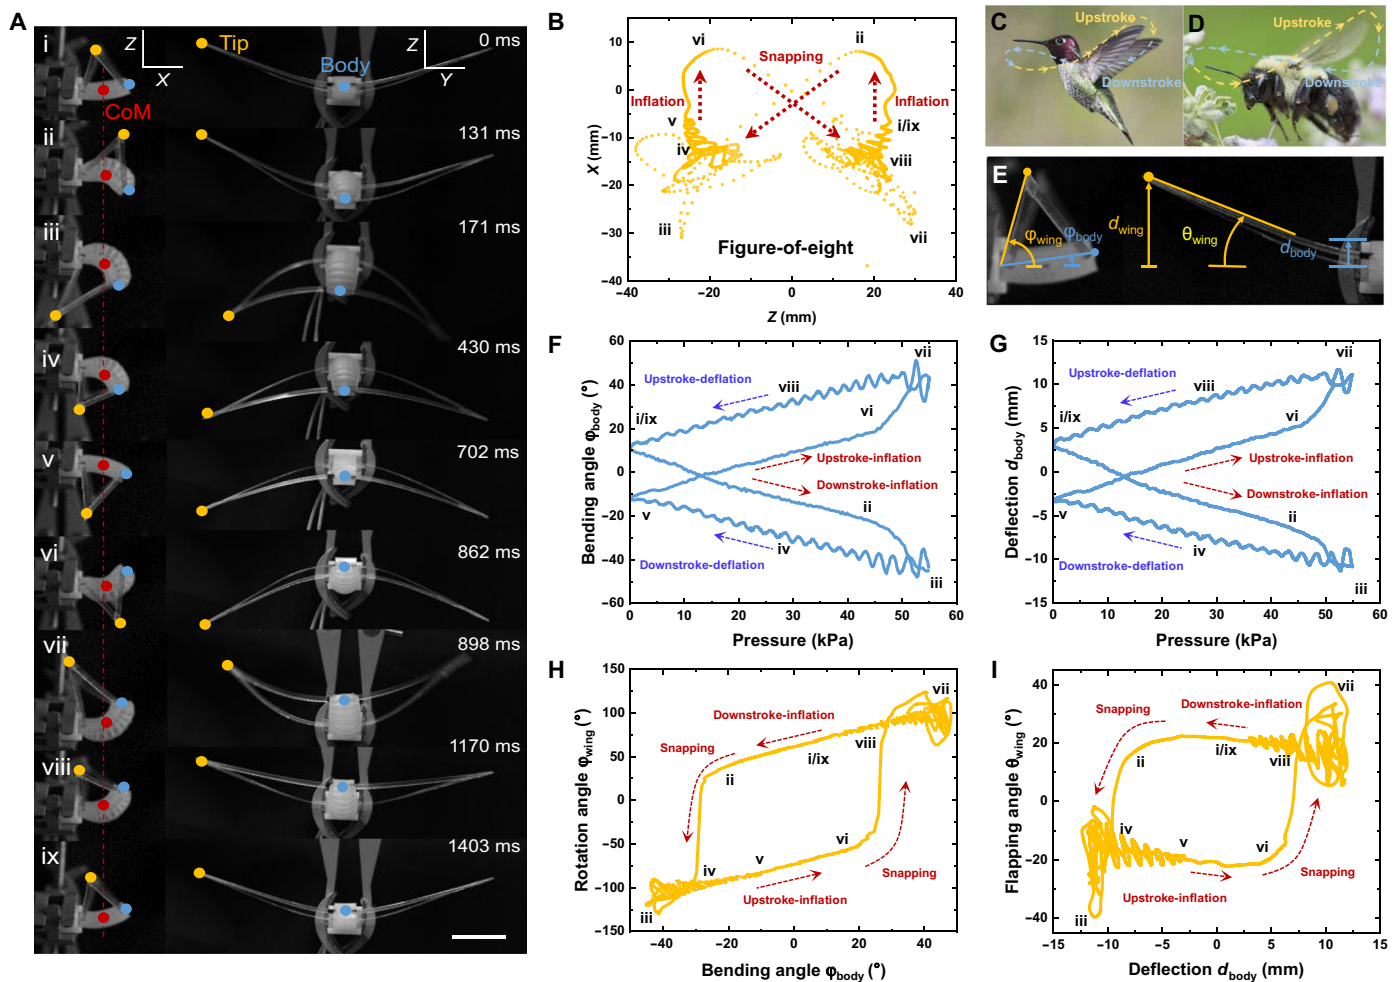 A
i
Z
X
Tip
Z
Y
0 ms
Body
CoM
ii
131 ms
iii
171 ms
iv
430 ms
v
702 ms
vi
862 ms
vii
898 ms
viii
1170 ms
ix
1403 ms
B
20
10
0
−10
−20
−30
−40
X (mm)
vi
Snapping
ii
Inflation
Inflation
v
i/ix
iv
viii
iii
vii
Figure-of-eight
−40 −20 0 20 40
Z (mm)
C
Upstroke
Downstroke
D
Upstroke
Downstroke
E
φwing
φbody
dwing
θwing
dbody
F
60
40
20
0
−20
−40
−60
Bending angle φbody (°)
vii
Upstroke-deflation
viii
vi
i/ix
Upstroke-inflation
Downstroke-inflation
ii
v
iv
Downstroke-deflation
iii
0 10 20 30 40 50 60
Pressure (kPa)
G
15
10
5
0
−5
−10
−15
Deflection dbody (mm)
vii
Upstroke-deflation
viii
i/ix
vi
Upstroke-inflation
Downstroke-inflation
v
ii
iv
Downstroke-deflation
iii
0 10 20 30 40 50 60
Pressure (kPa)
H
150
100
50
0
−50
−100
−150
Rotation angle φwing (°)
vii
Downstroke-inflation
Snapping
viii
i/ix
ii
vi
v
iv
Snapping
Upstroke-inflation
iii
−40 −20 0 20 40
Bending angle φbody (°)
I
40
20
0
−20
−40
Flapping angle θwing (°)
vii
Downstroke-inflation
Snapping
i/ix
ii
viii
iv
v
vi
Snapping
Upstroke-inflation
iii
−15 −10 −5 0 5 10 15
Deflection dbody (mm)